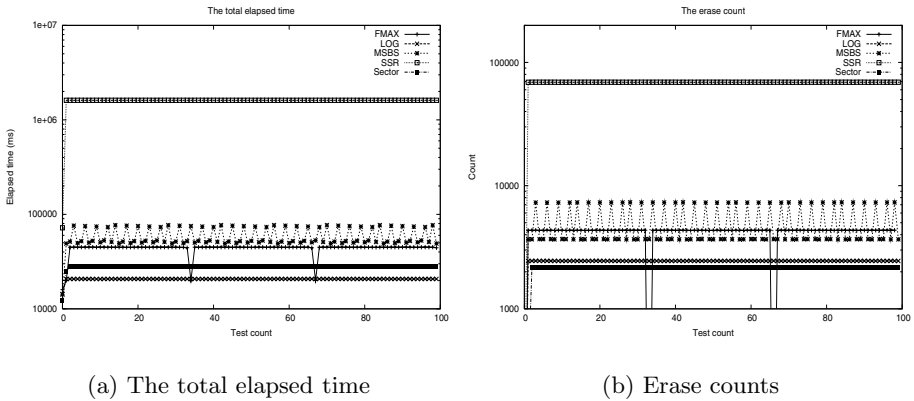 The total elapsed time
1e+07
1e+06
100000
10000
Elapsed time (ms)
0
20
40
60
80
100
Test count
FMAX
LOG
MSBS
SSR
Sector
(a) The total elapsed time
The erase count
100000
10000
1000
Count
0
20
40
60
80
100
Test count
FMAX
LOG
MSBS
SSR
Sector
(b) Erase counts